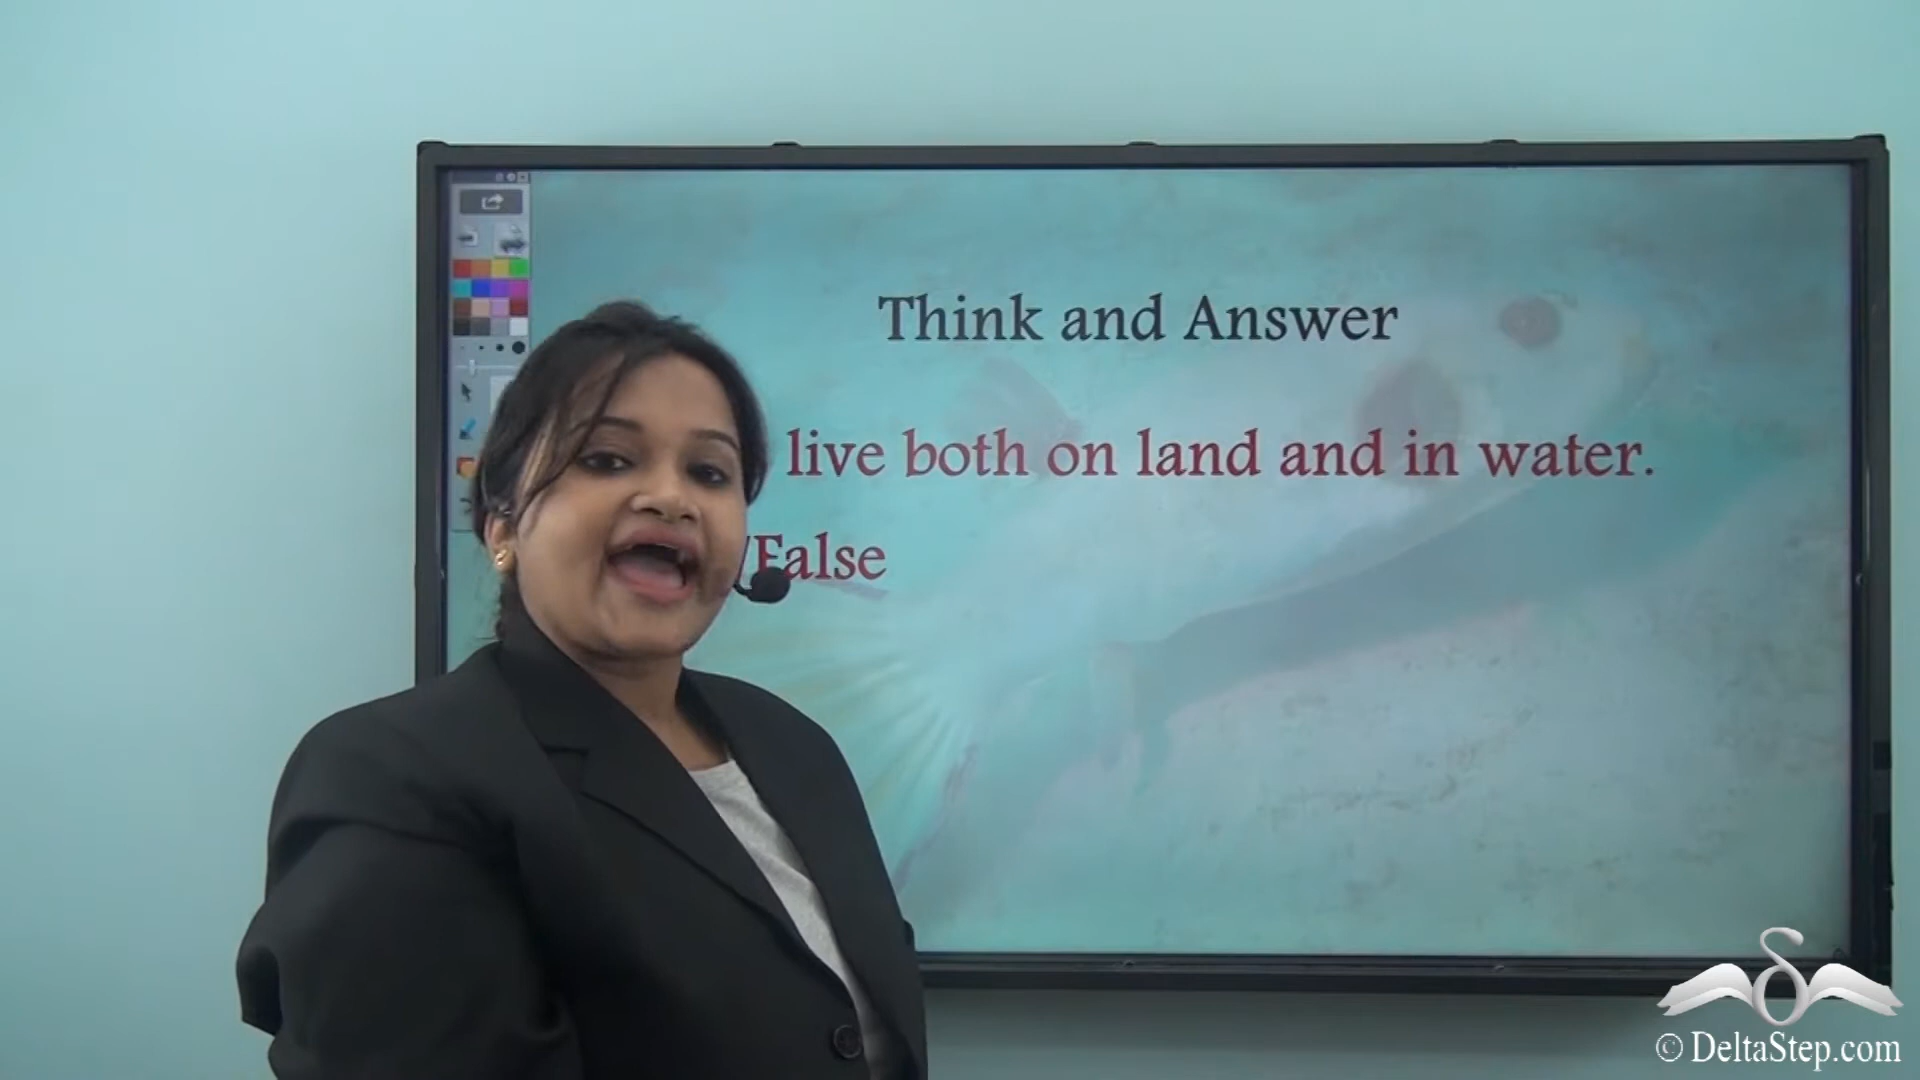 Think and Answer
live both on land and in water.
/False
© DeltaStep.com